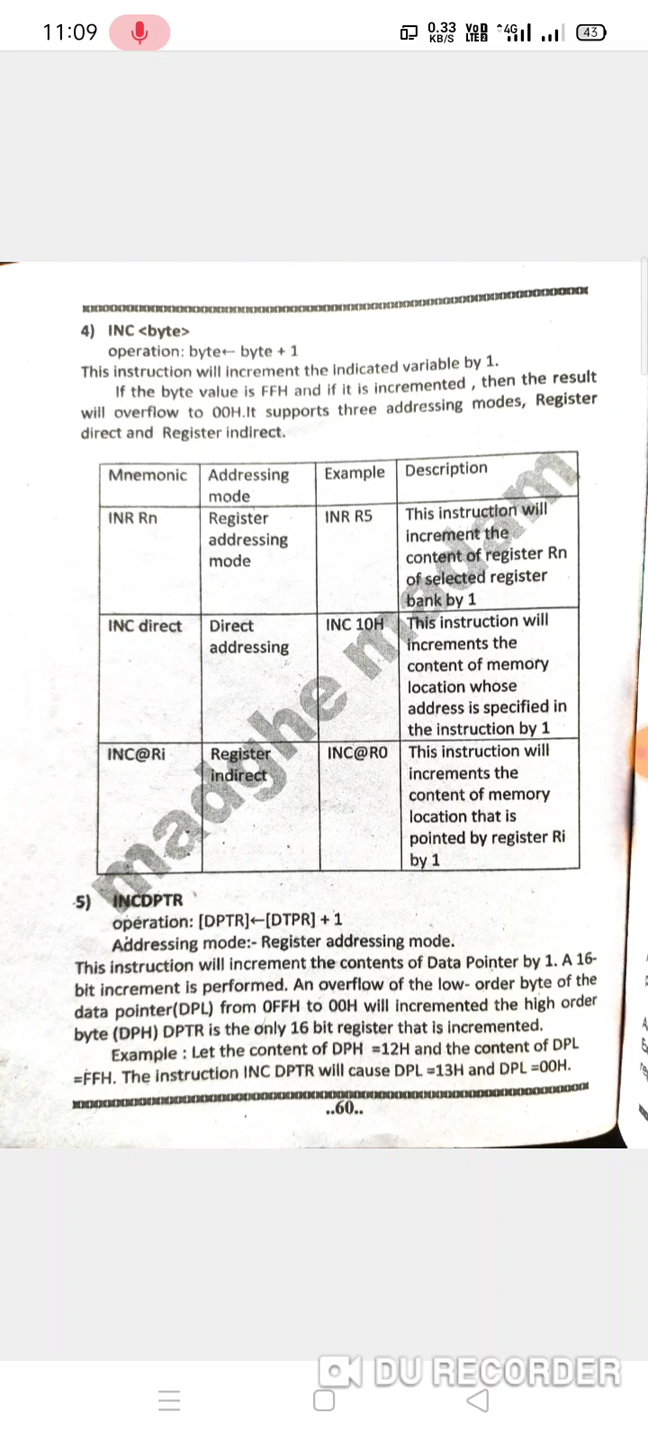 11:09
0.33
KB/S
4G
43
4) INC <byte>
operation: byte← byte + 1
This instruction will increment the indicated variable by 1.
If the byte value is FFH and if it is incremented , then the result
will overflow to 00H.It supports three addressing modes, Register
direct and Register indirect.
Mnemonic Addressing mode Example Description
INR Rn Register addressing mode INR R5 This instruction will increment the content of register Rn of selected register bank by 1
INC direct Direct addressing INC 10H This instruction will increments the content of memory location whose address is specified in the instruction by 1
INC@Ri Register indirect INC@R0 This instruction will increments the content of memory location that is pointed by register Ri by 1
madghe madam
5) INCDPTR
operation: [DPTR]←[DTPR] + 1
Addressing mode:- Register addressing mode.
This instruction will increment the contents of Data Pointer by 1. A 16-
bit increment is performed. An overflow of the low- order byte of the
data pointer(DPL) from 0FFH to 00H will incremented the high order
byte (DPH) DPTR is the only 16 bit register that is incremented.
Example : Let the content of DPH =12H and the content of DPL
=FFH. The instruction INC DPTR will cause DPL =13H and DPL =00H.
..60..
DU RECORDER